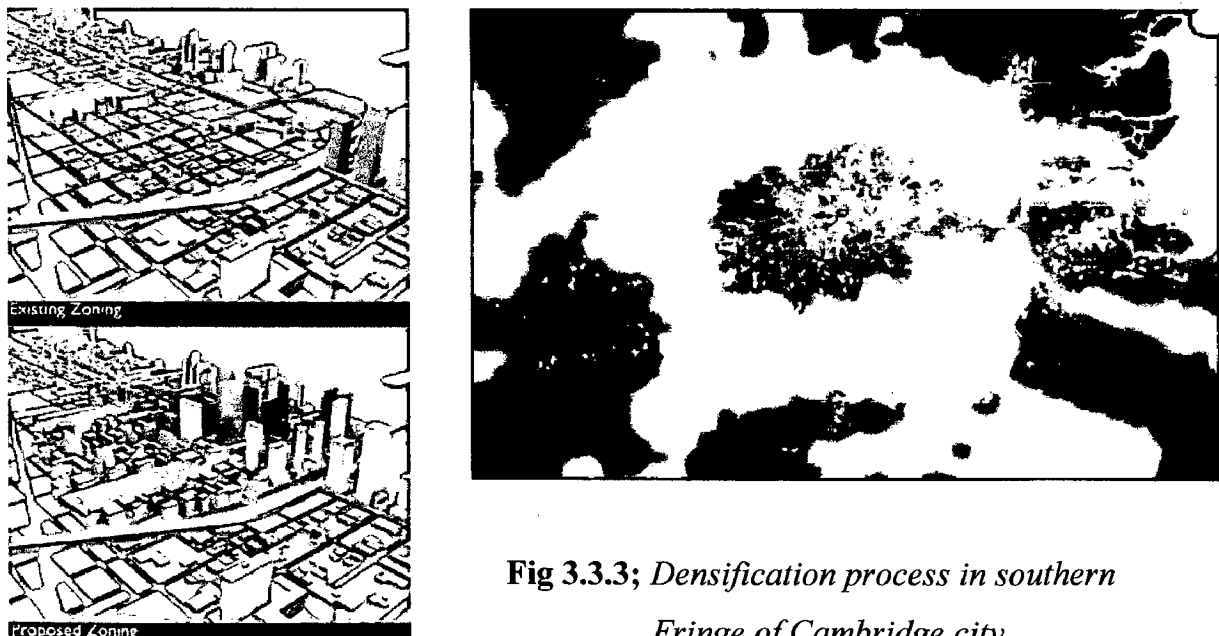 Existing Zoning
Proposed Zoning
Fig 3.3.3; Densification process in southern
Fringe of Cambridge city